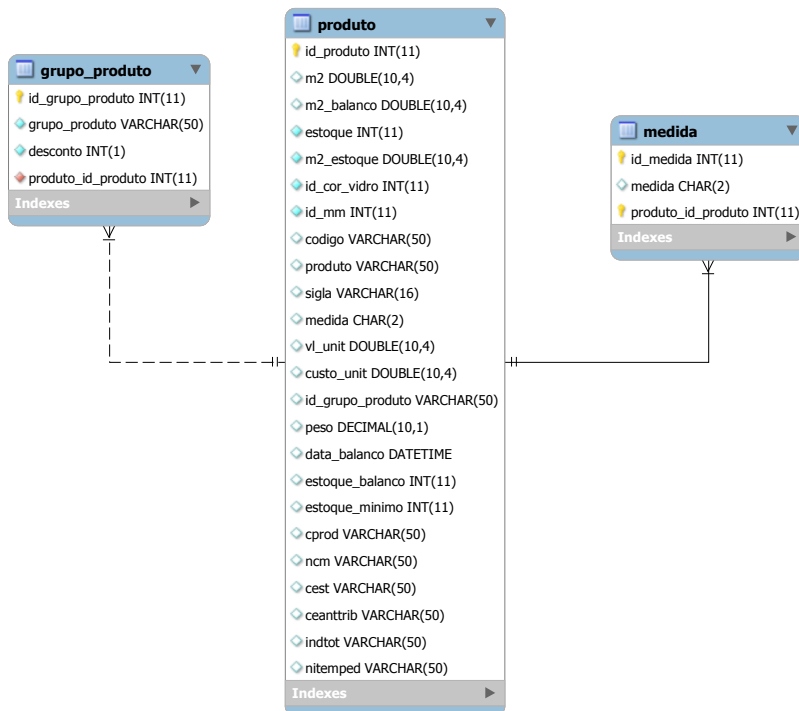 grupo_produto
id_grupo_produto INT(11)
grupo_produto VARCHAR(50)
desconto INT(1)
produto_id_produto INT(11)
Indexes
produto
id_produto INT(11)
m2 DOUBLE(10,4)
m2_balanco DOUBLE(10,4)
estoque INT(11)
m2_estoque DOUBLE(10,4)
id_cor_vidro INT(11)
id_mm INT(11)
codigo VARCHAR(50)
produto VARCHAR(50)
sigla VARCHAR(16)
medida CHAR(2)
vl_unit DOUBLE(10,4)
custo_unit DOUBLE(10,4)
id_grupo_produto VARCHAR(50)
peso DECIMAL(10,1)
data_balanco DATETIME
estoque_balanco INT(11)
estoque_minimo INT(11)
cprod VARCHAR(50)
ncm VARCHAR(50)
cest VARCHAR(50)
ceanttrib VARCHAR(50)
indtot VARCHAR(50)
nitemped VARCHAR(50)
Indexes
medida
id_medida INT(11)
medida CHAR(2)
produto_id_produto INT(11)
Indexes